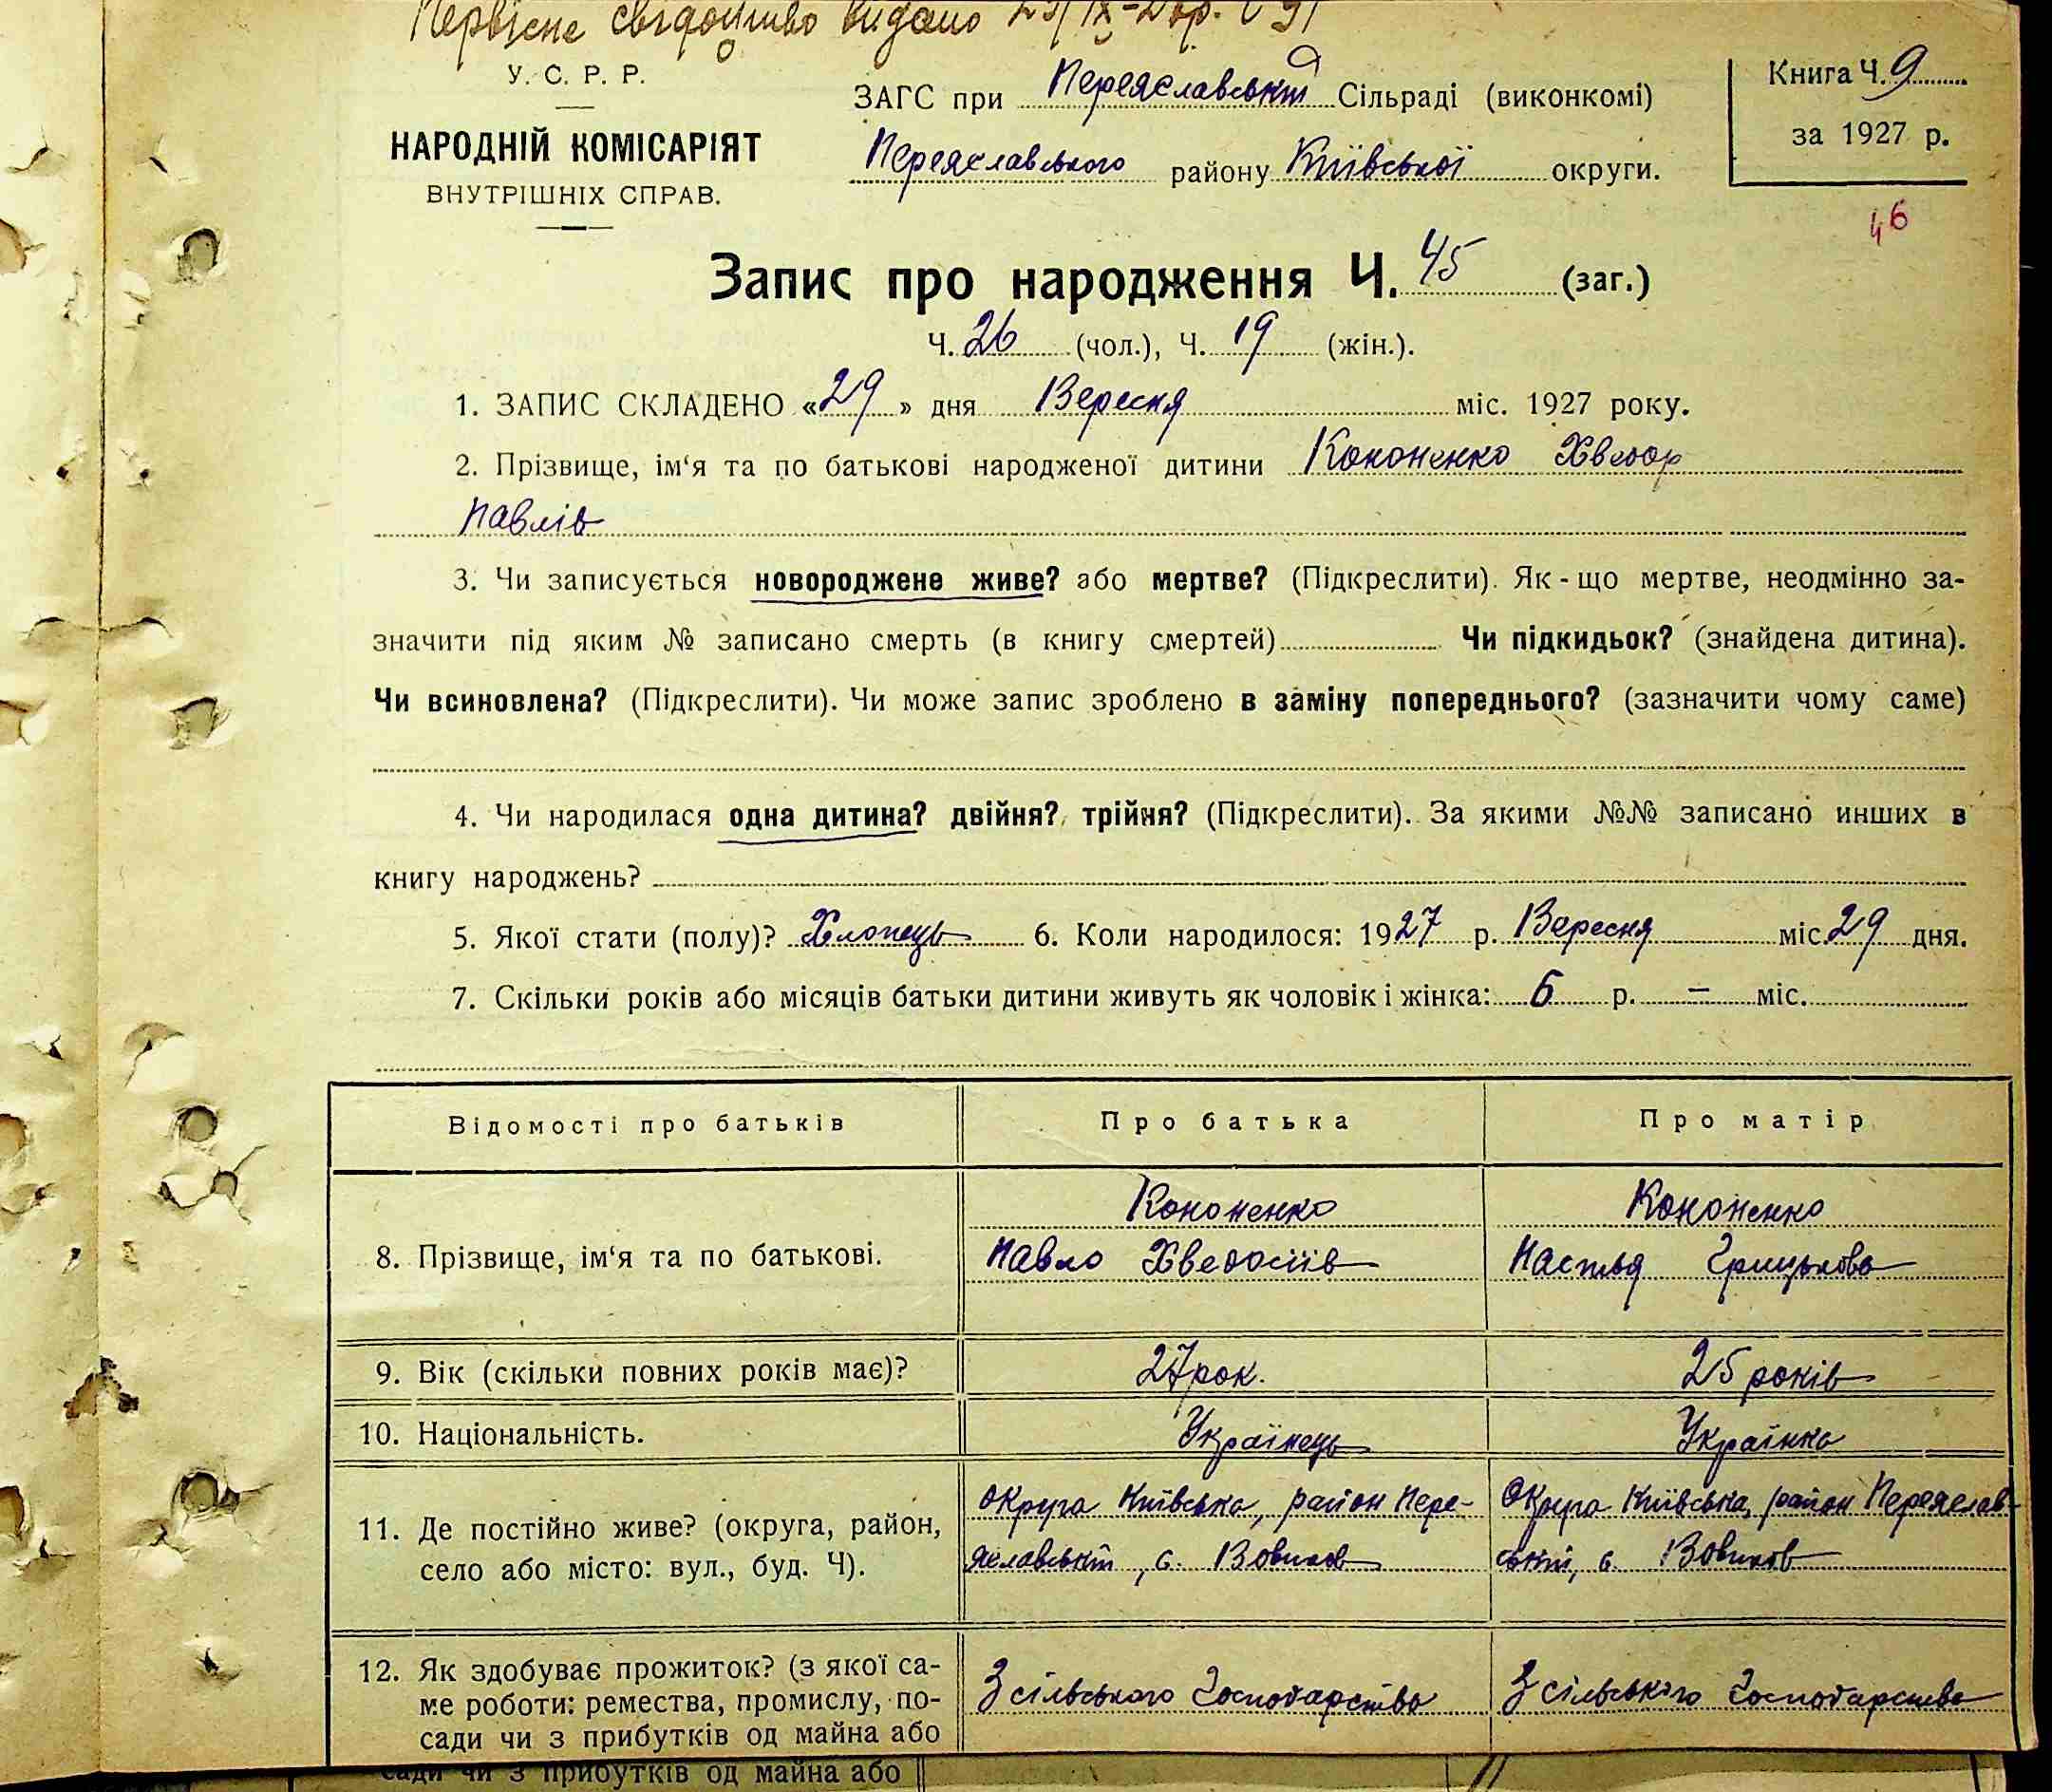 Первісне свідоцтво видано
У. С. Р. Р.
НАРОДНІЙ КОМІСАРІЯТ
ВНУТРІШНІХ СПРАВ.
ЗАГС при Переяславській Сільраді (виконкомі)
Переяславського району Київської округи.
Книга Ч. 9
за 1927 р.
46
Запис про народження Ч. 45 (заг.)
Ч. 26 (чол.), Ч. 19 (жін.).
1. ЗАПИС СКЛАДЕНО «29» дня Вересня міс. 1927 року.
2. Прізвище, ім‘я та по батькові народженої дитини Кононенко Хведор
Павлів
3. Чи записується новороджене живе? або мертве? (Підкреслити). Як-що мертве, неодмінно за-
значити під яким № записано смерть (в книгу смертей) Чи підкидьок? (знайдена дитина).
Чи всиновлена? (Підкреслити). Чи може запис зроблено в заміну попереднього? (зазначити чому саме)
4. Чи народилася одна дитина? двійня? трійня? (Підкреслити). За якими №№ записано инших в
книгу народжень?
5. Якої стати (полу)? Хлопець 6. Коли народилося: 1927 р. Вересня міс. 29 дня.
7. Скільки років або місяців батьки дитини живуть як чоловік і жінка: 6 р. – міс.
Відомості про батьків Про батька Про матір
8. Прізвище, ім‘я та по батькові.
Кононенко
Павло Хведосіїв
Кононенко
Настья Грицькова
9. Вік (скільки повних років має)? 27 рок. 25 років
10. Національність. Українець Українка
11. Де постійно живе? (округа, район,
село або місто: вул., буд. Ч).
Округа Київська, район Пере-
яславській, с.
Округа Київська, район Переяслав-
ській, с.
12. Як здобуває прожиток? (з якої са-
ме роботи: ремества, промислу, по-
сади чи з прибутків од майна або
З сільського господарства
З сільського господарства
сади чи з прибутків од майна або